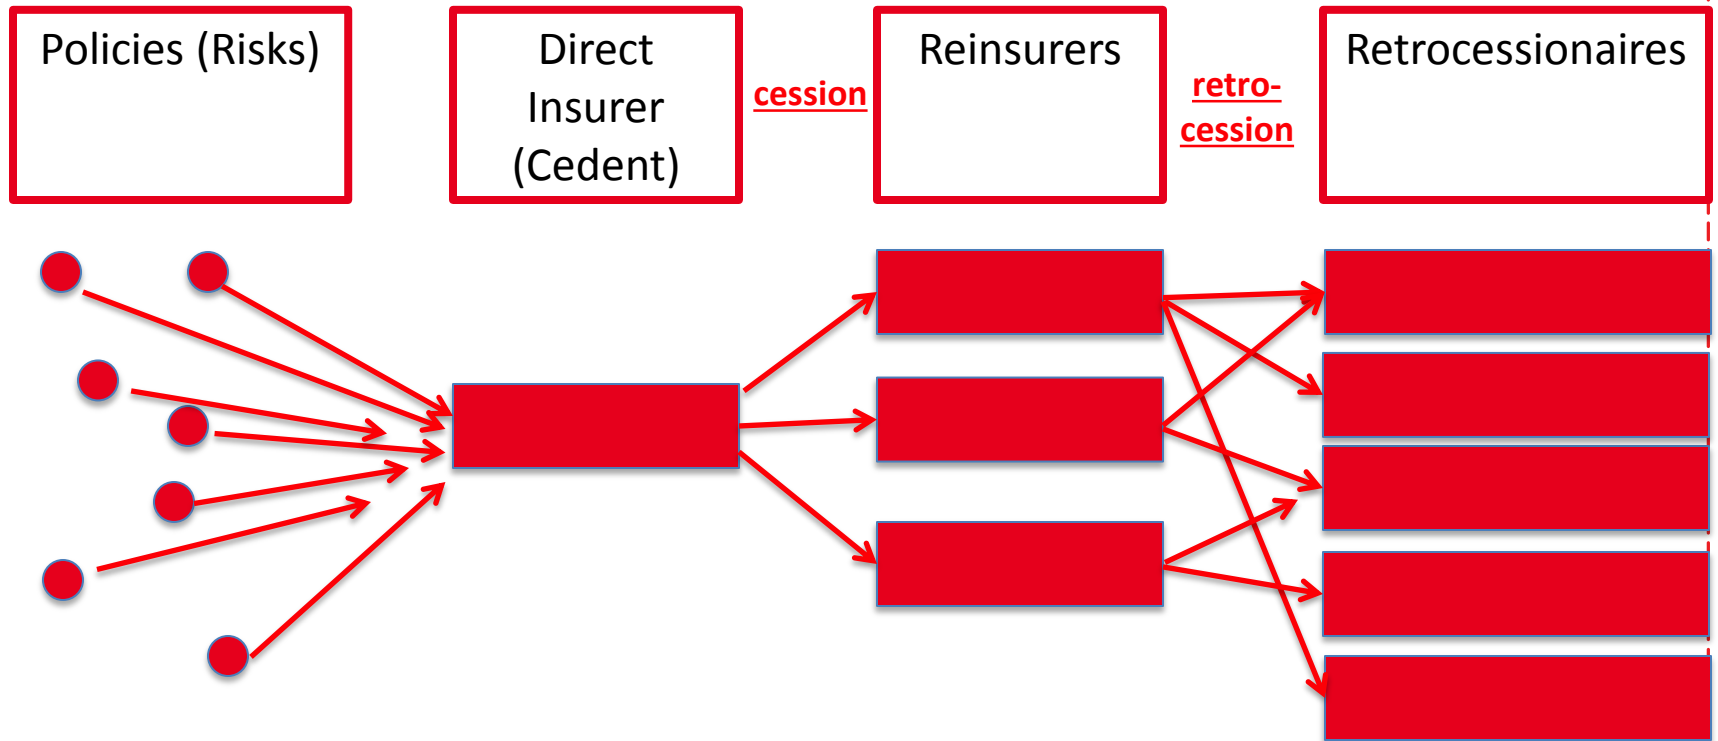 Policies (Risks)
Direct
Insurer
(Cedent)
cession
Reinsurers
retro-
cession
Retrocessionaires